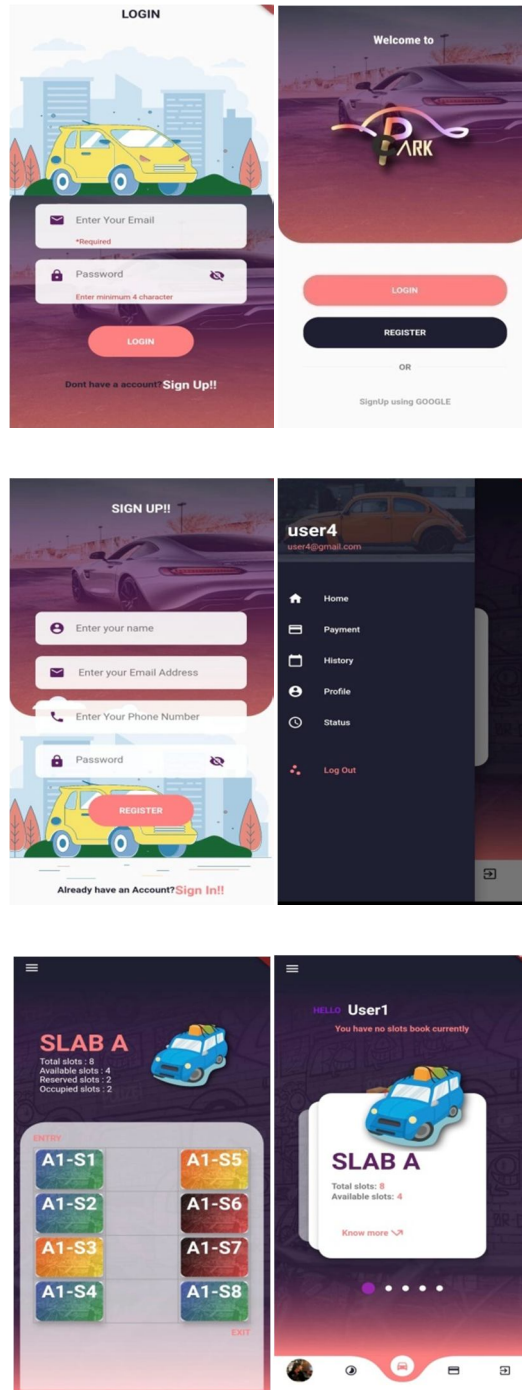 LOGIN
Enter Your Email
*Required
Password
Enter minimum 4 character
LOGIN
Dont have a account?Sign Up!!
Welcome to
PARK
LOGIN
REGISTER
OR
SignUp using GOOGLE
SIGN UP!!
Enter your name
Enter your Email Address
Enter Your Phone Number
Password
REGISTER
Already have an Account?Sign In!!
user4
user4@gmail.com
Home
Payment
History
Profile
Status
Log Out
SLAB A
Total slots : 8
Available slots : 4
Reserved slots : 2
Occupied slots : 2
ENTRY
A1-S1 A1-S5
A1-S2 A1-S6
A1-S3 A1-S7
A1-S4 A1-S8
EXIT
HELLO User1
You have no slots book currently
SLAB A
Total slots: 8
Available slots: 4
Know more